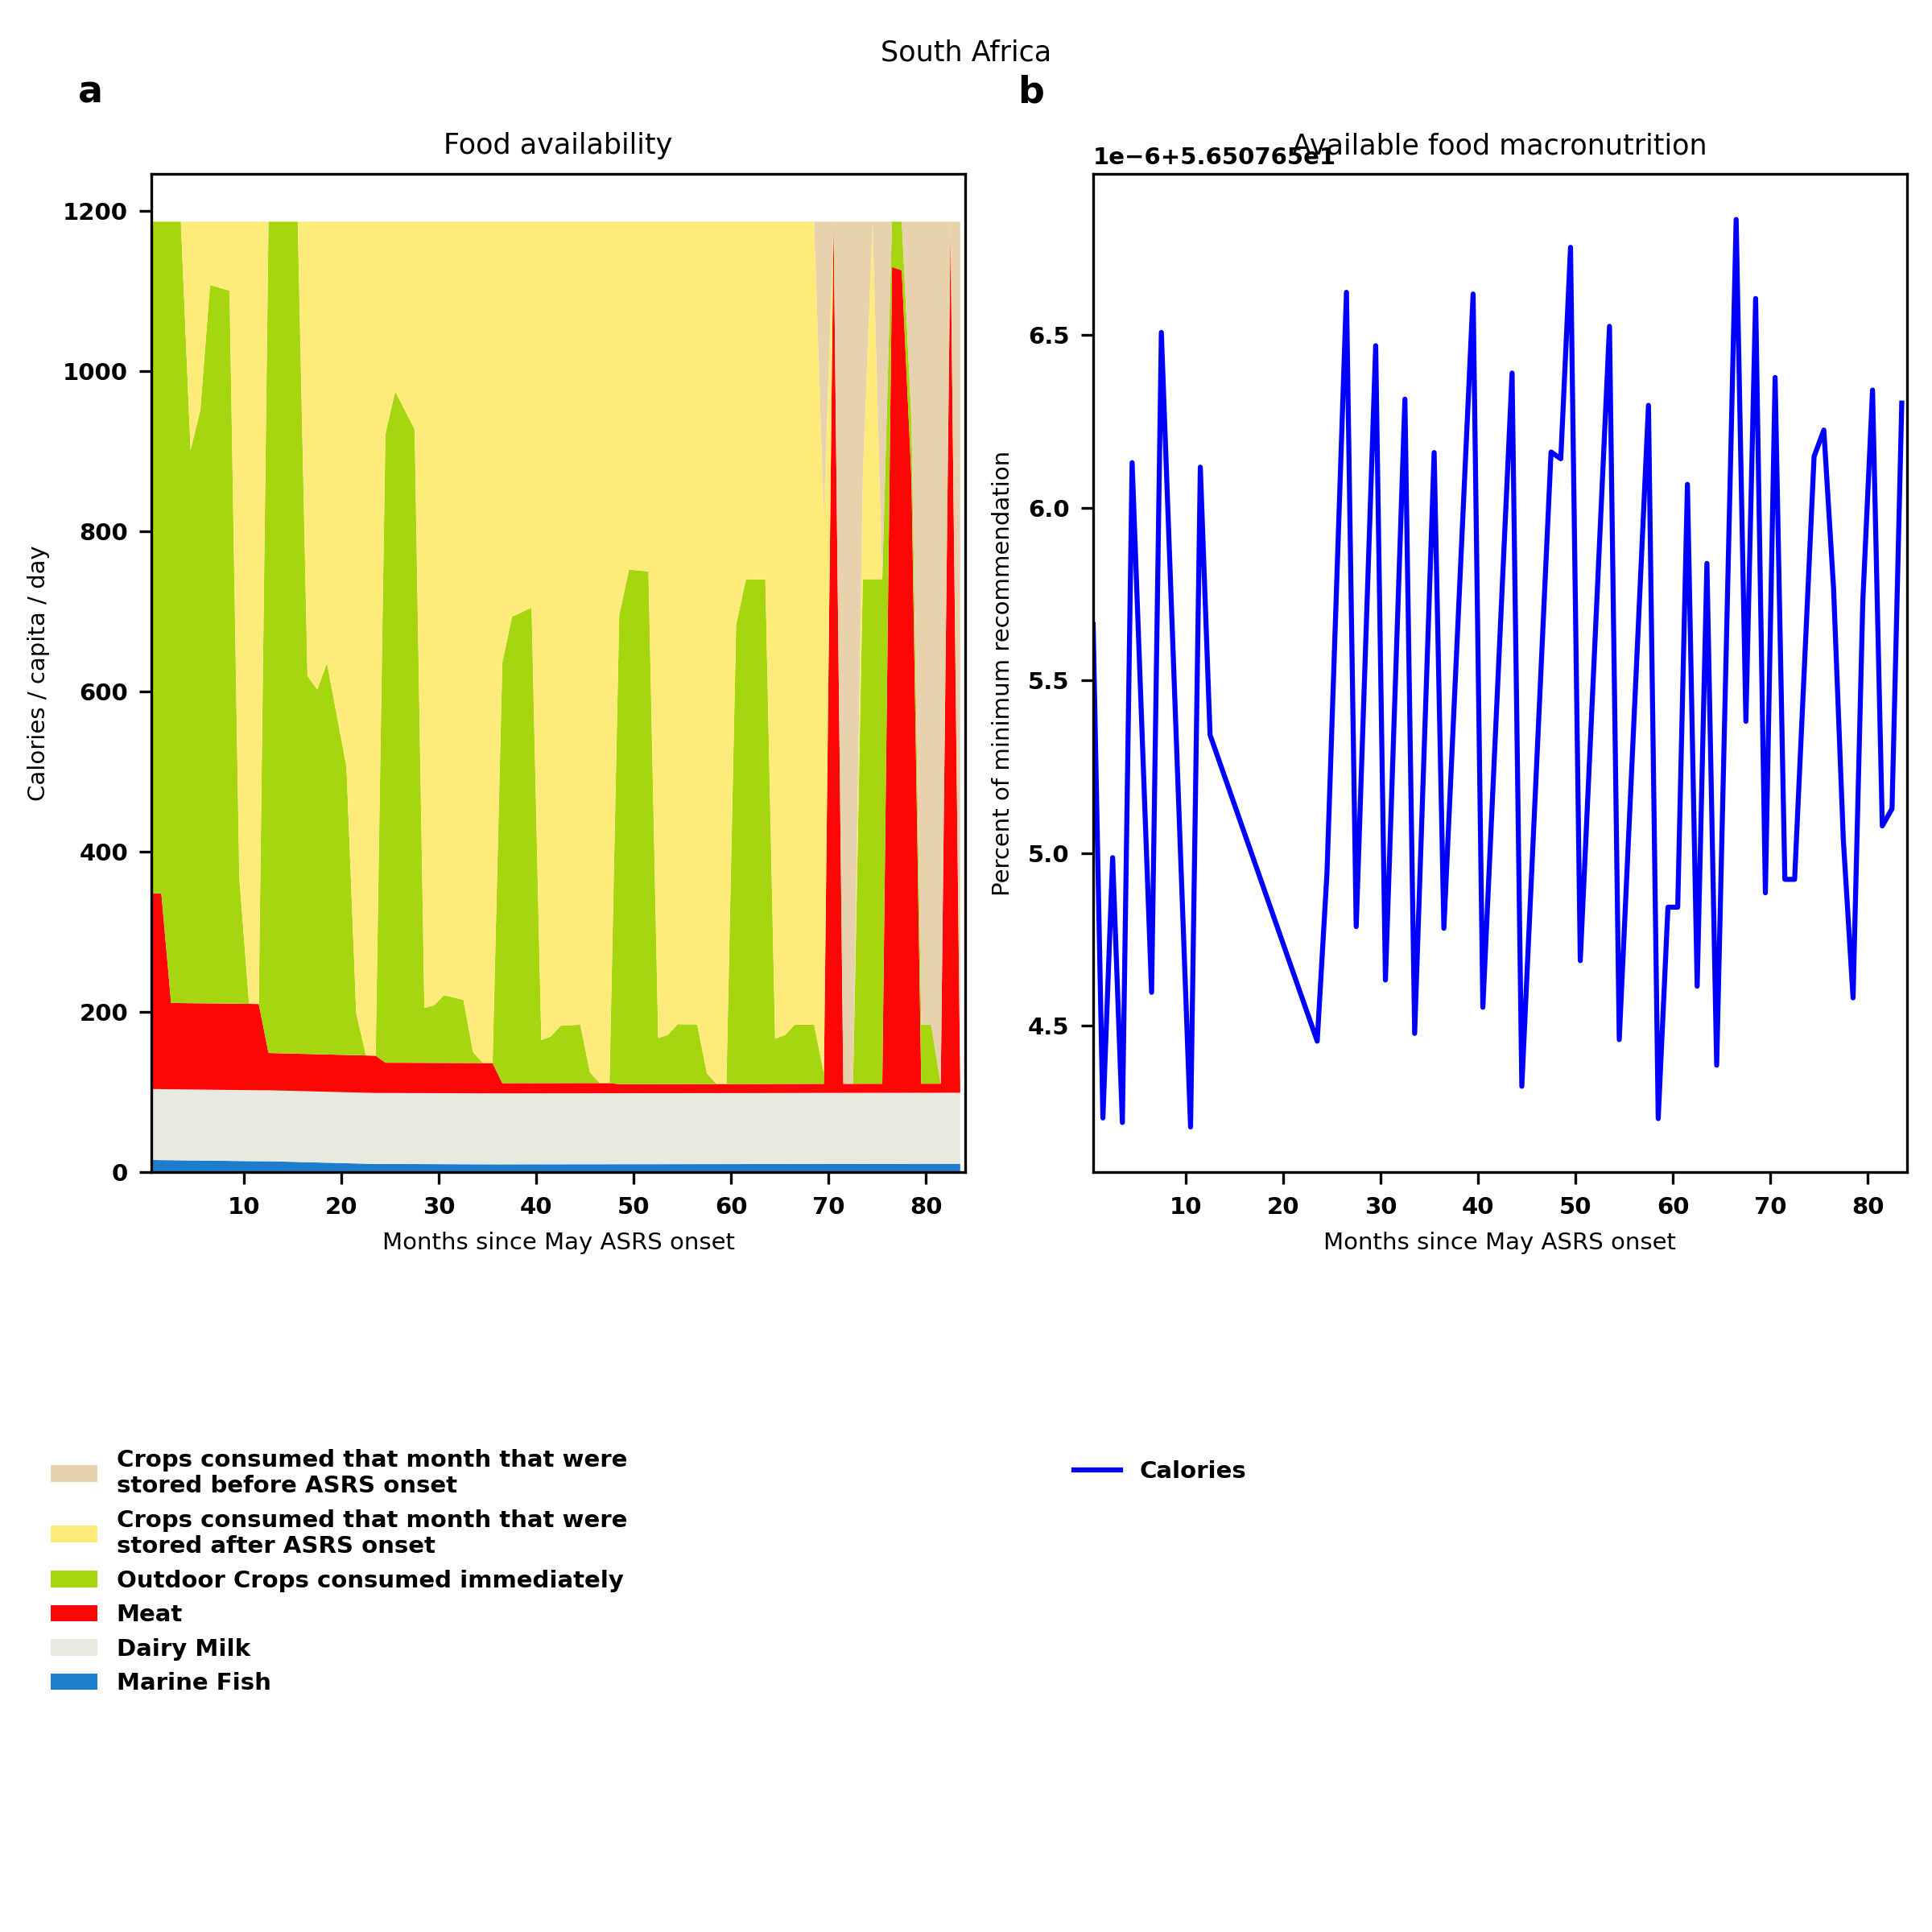 South Africa
a
b
Food availability
Available food macronutrition
1e−6+5.650765e1
1200
1000
800
600
400
200
0
Calories / capita / day
10 20 30 40 50 60 70 80
Months since May ASRS onset
6.5
6.0
5.5
5.0
4.5
Percent of minimum recommendation
10 20 30 40 50 60 70 80
Months since May ASRS onset
Crops consumed that month that were
stored before ASRS onset
Crops consumed that month that were
stored after ASRS onset
Outdoor Crops consumed immediately
Meat
Dairy Milk
Marine Fish
Calories